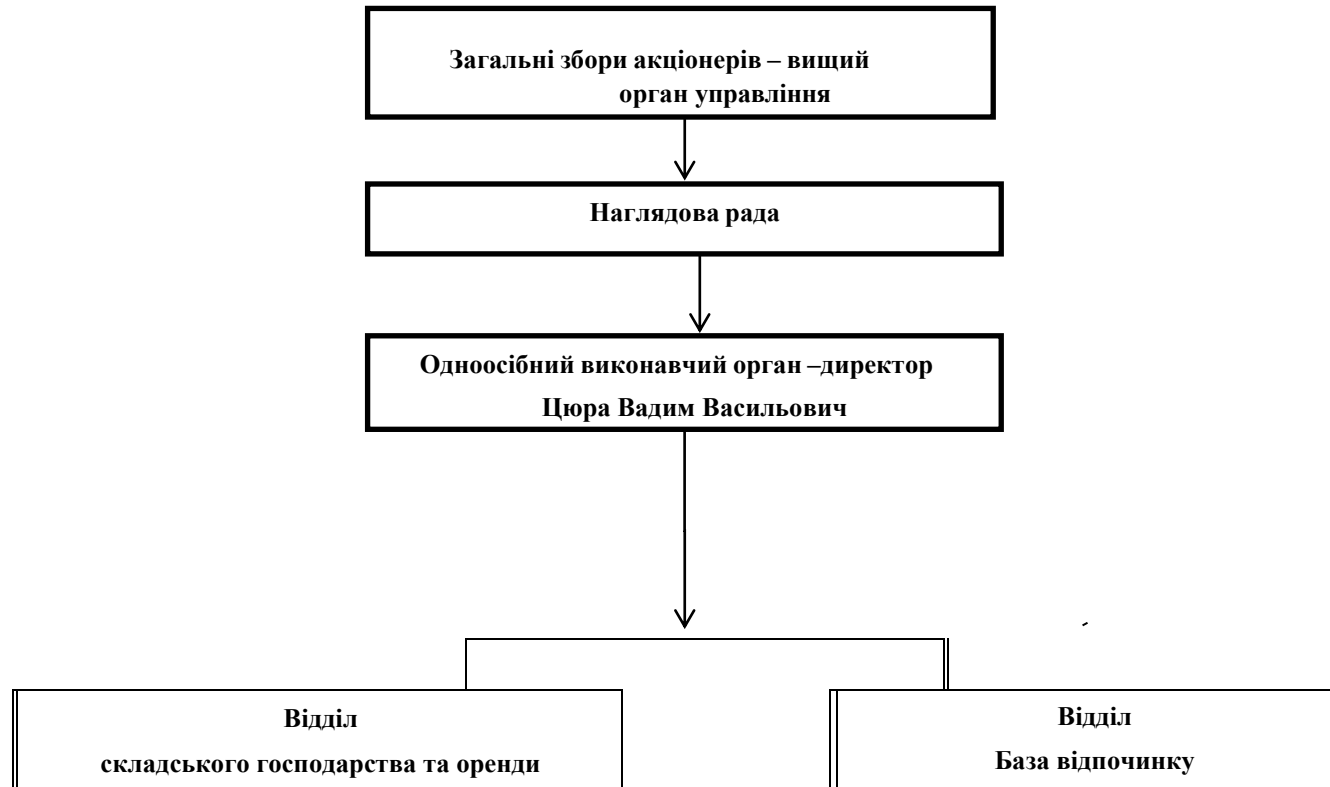 Загальні збори акціонерів – вищий
орган управління
Наглядова рада
Одноосібний виконавчий орган –директор
Цюра Вадим Васильович
Відділ
складського господарства та оренди
Відділ
База відпочинку